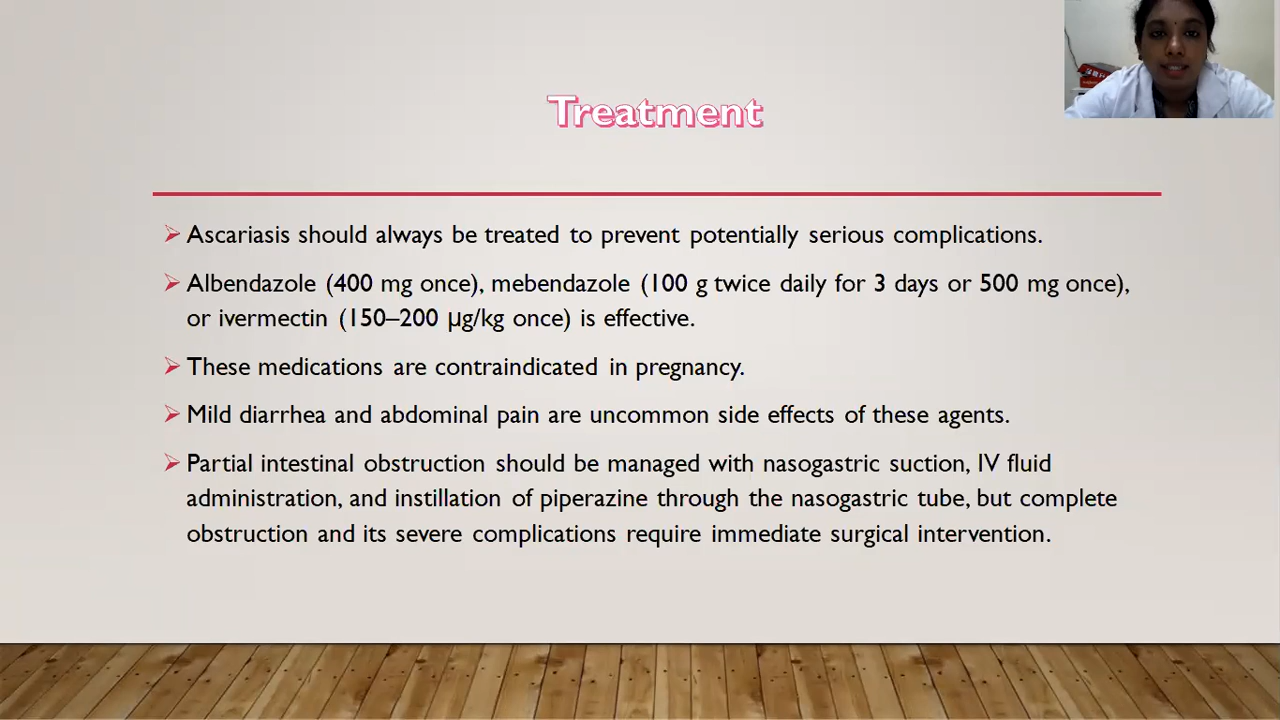 Treatment
Ascariasis should always be treated to prevent potentially serious complications.
Albendazole (400 mg once), mebendazole (100 g twice daily for 3 days or 500 mg once),
or ivermectin (150–200 µg/kg once) is effective.
These medications are contraindicated in pregnancy.
Mild diarrhea and abdominal pain are uncommon side effects of these agents.
Partial intestinal obstruction should be managed with nasogastric suction, IV fluid
administration, and instillation of piperazine through the nasogastric tube, but complete
obstruction and its severe complications require immediate surgical intervention.